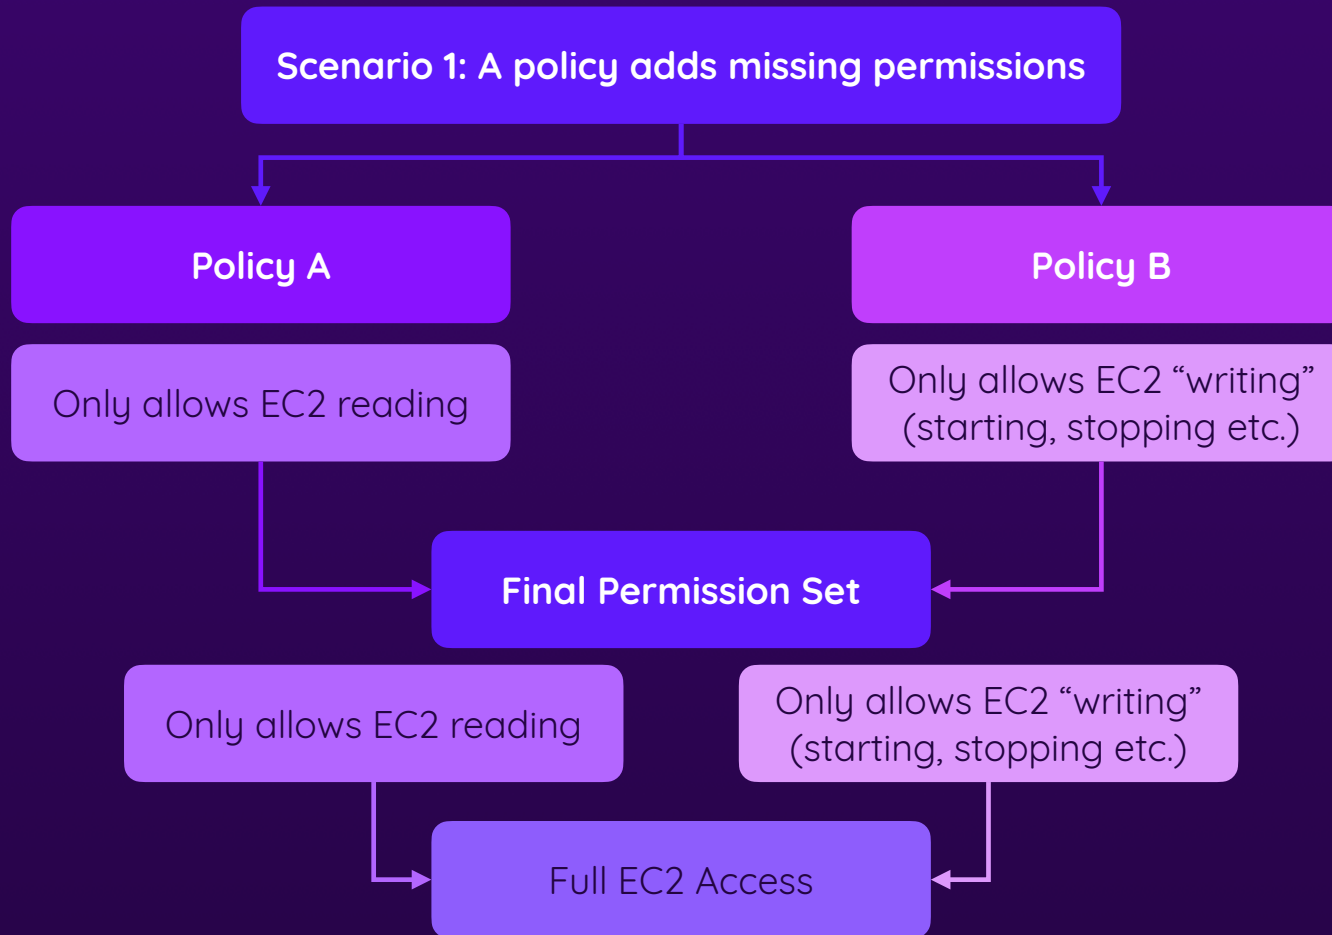 Scenario 1: A policy adds missing permissions
Policy A
Policy B
Only allows EC2 reading
Only allows EC2 “writing”
(starting, stopping etc.)
Final Permission Set
Only allows EC2 reading
Only allows EC2 “writing”
(starting, stopping etc.)
Full EC2 Access